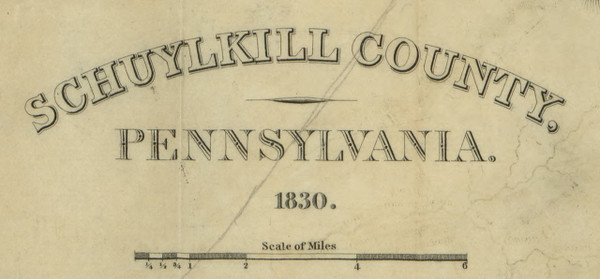 SCHUYLKILL COUNTY,
PENNSYLVANIA.
1830.
Scale of Miles
¼ ½ ¾ 1 2 4 6